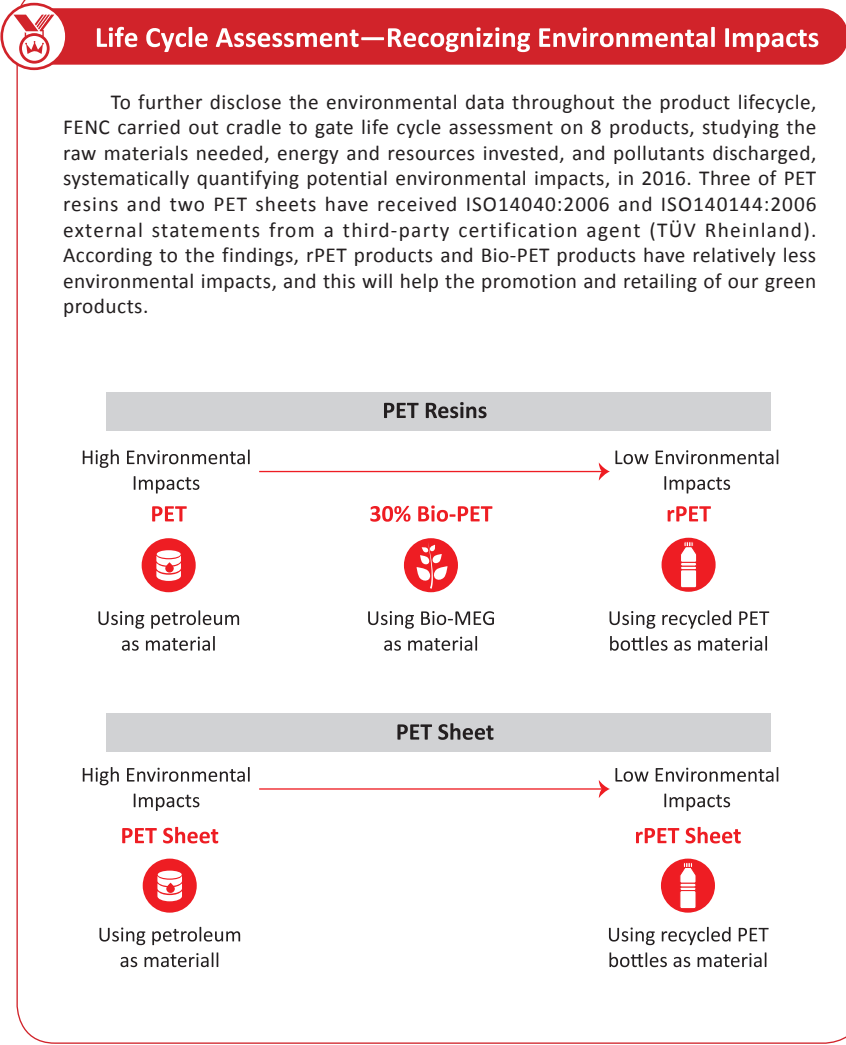 Life Cycle Assessment—Recognizing Environmental Impacts
To further disclose the environmental data throughout the product lifecycle,
FENC carried out cradle to gate life cycle assessment on 8 products, studying the
raw materials needed, energy and resources invested, and pollutants discharged,
systematically quantifying potential environmental impacts, in 2016. Three of PET
resins and two PET sheets have received ISO14040:2006 and ISO140144:2006
external statements from a third-party certification agent (TÜV Rheinland).
According to the findings, rPET products and Bio-PET products have relatively less
environmental impacts, and this will help the promotion and retailing of our green
products.
PET Resins
High Environmental
Impacts
Low Environmental
Impacts
PET
30% Bio-PET
rPET
Using petroleum
as material
Using Bio-MEG
as material
Using recycled PET
bottles as material
PET Sheet
High Environmental
Impacts
Low Environmental
Impacts
PET Sheet
rPET Sheet
Using petroleum
as materiall
Using recycled PET
bottles as material